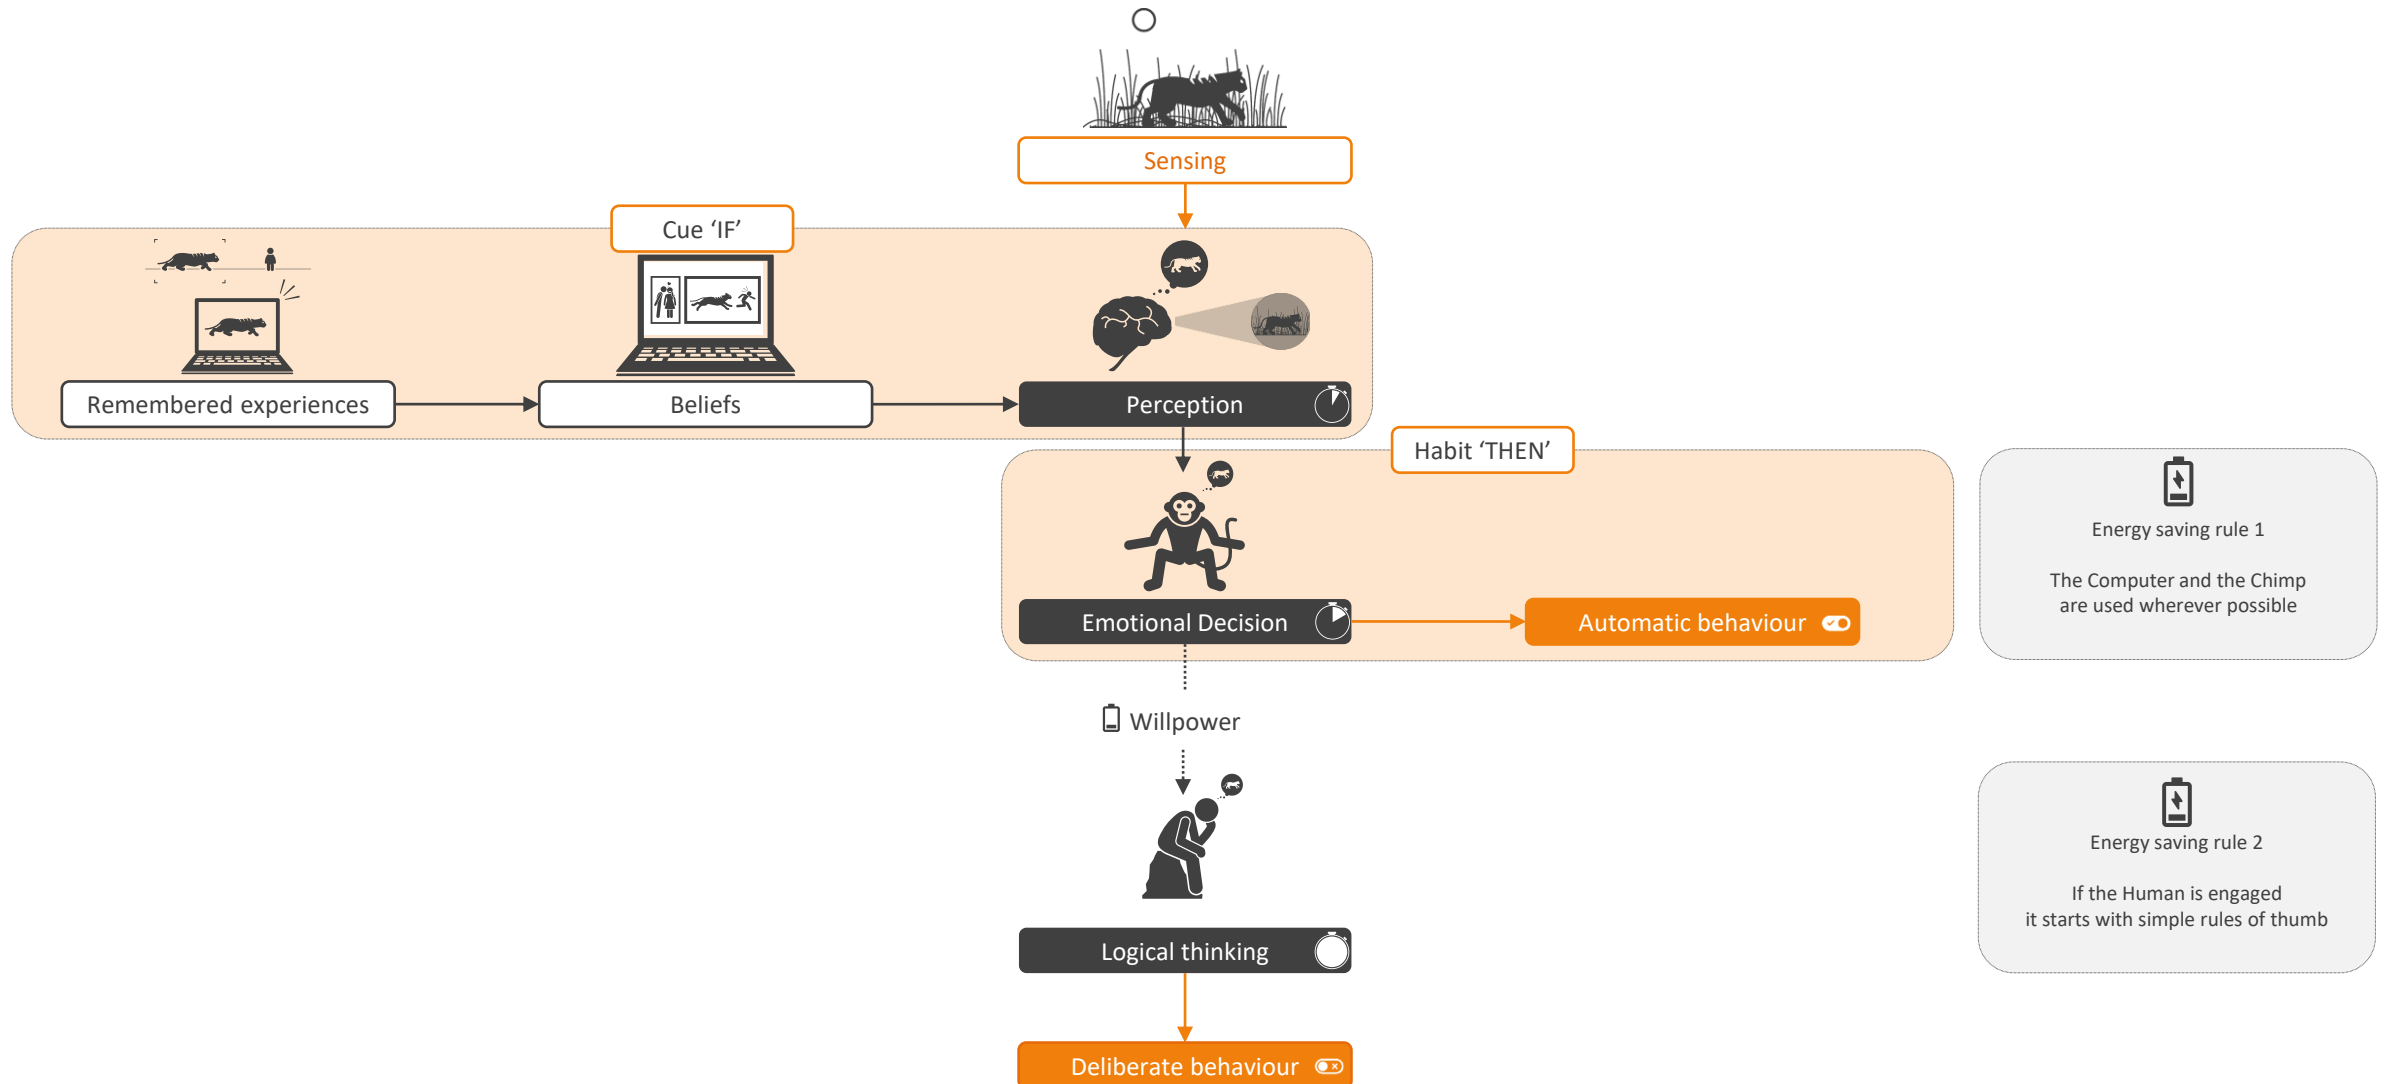 Sensing
Cue ‘IF’
Remembered experiences
Beliefs
Perception
Habit ‘THEN’
Emotional Decision
Automatic behaviour
Energy saving rule 1
The Computer and the Chimp
are used wherever possible
Willpower
Logical thinking
Deliberate behaviour
Energy saving rule 2
If the Human is engaged
it starts with simple rules of thumb